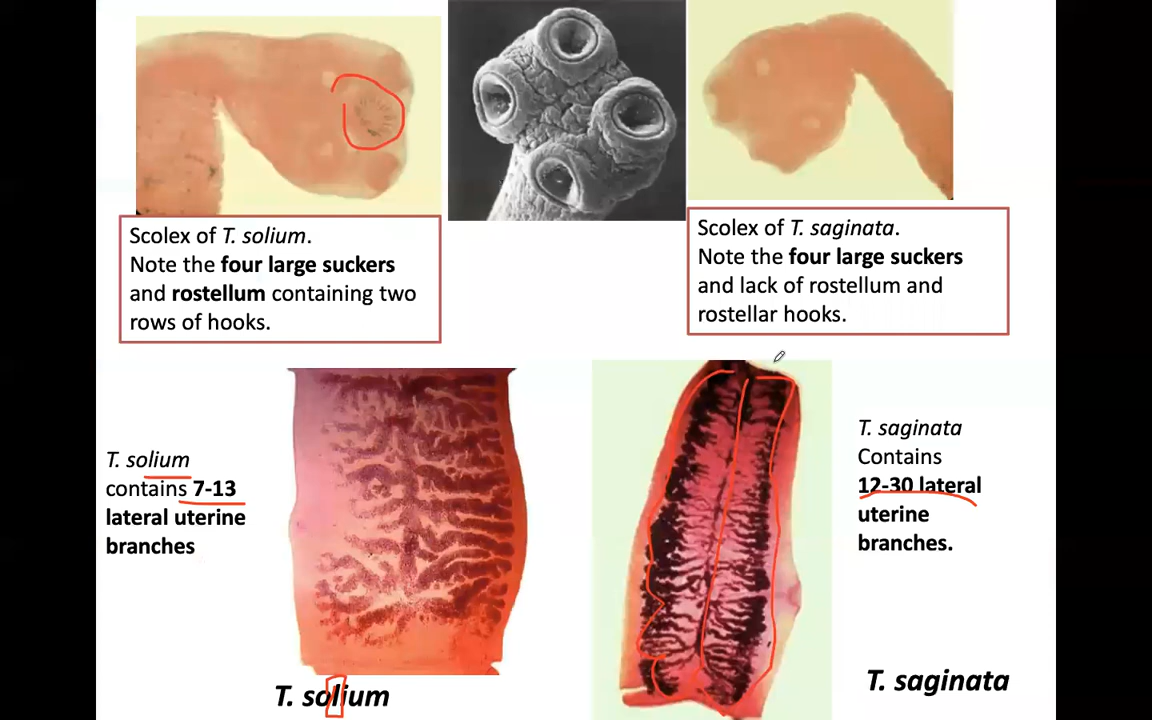 Scolex of T. solium.
Note the four large suckers
and rostellum containing two
rows of hooks.
Scolex of T. saginata.
Note the four large suckers
and lack of rostellum and
rostellar hooks.
T. solium
contains 7-13
lateral uterine
branches
T. saginata
Contains
12-30 lateral
uterine
branches.
T. solium
T. saginata